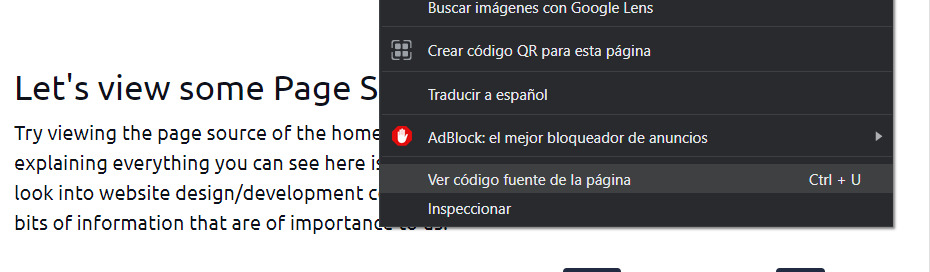 Buscar imágenes con Google Lens
Crear código QR para esta página
Traducir a español
AdBlock: el mejor bloqueador de anuncios
Ver código fuente de la página Ctrl + U
Inspeccionar
Let's view some Page S
Try viewing the page source of the home
explaining everything you can see here is
look into website design/development
bits of information that are of importance to us.